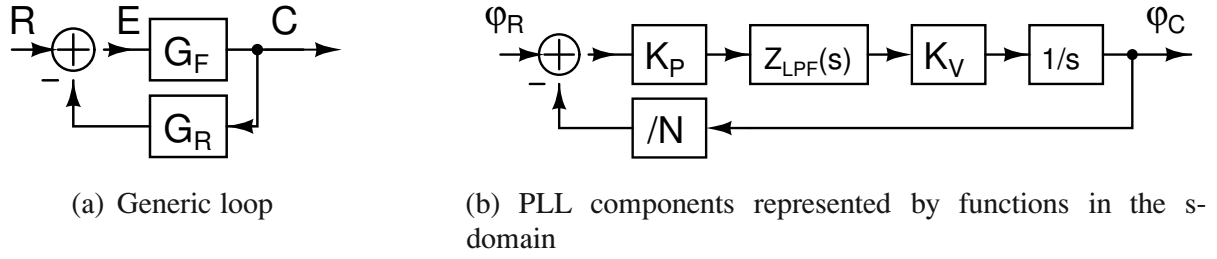 R
E
C
+
G_F
−
G_R
(a) Generic loop
φ_R
φ_C
+
K_P
Z_LPF(s)
K_V
1/s
−
/N
(b) PLL components represented by functions in the s-
domain